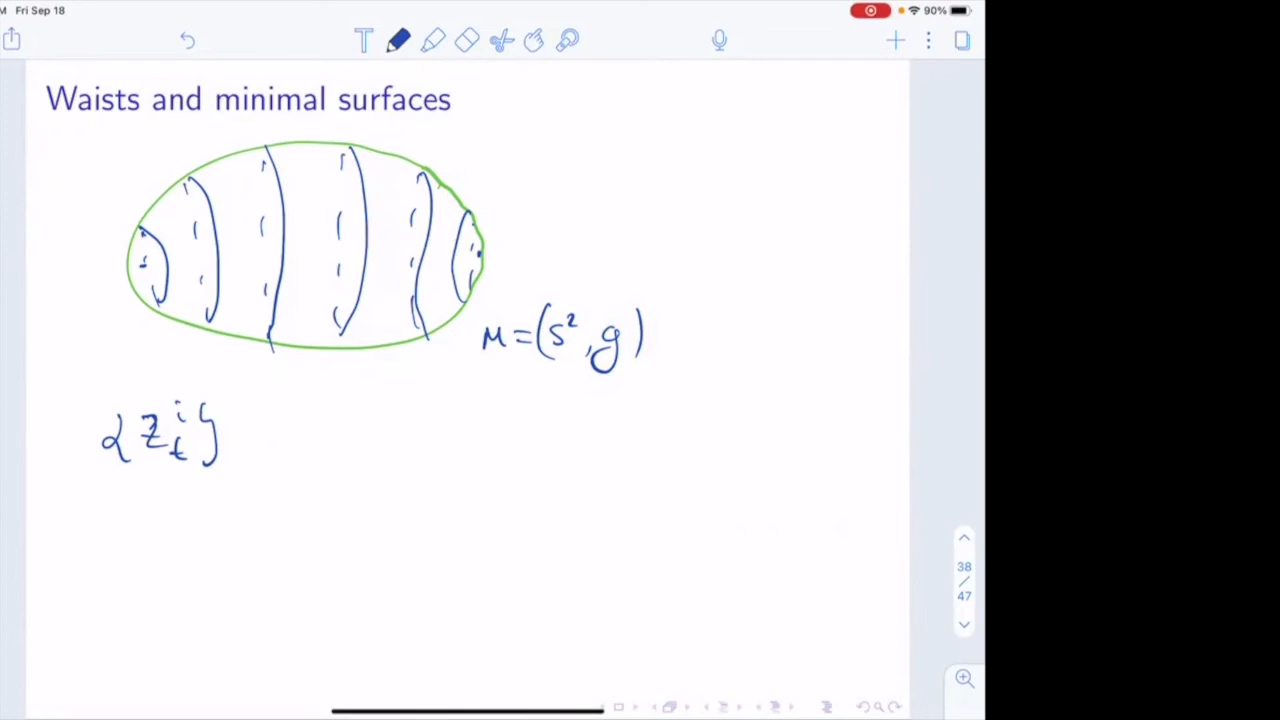 Fri Sep 18
90%
Waists and minimal surfaces
M = (S², g)
{Z_t^i}
38
/
47